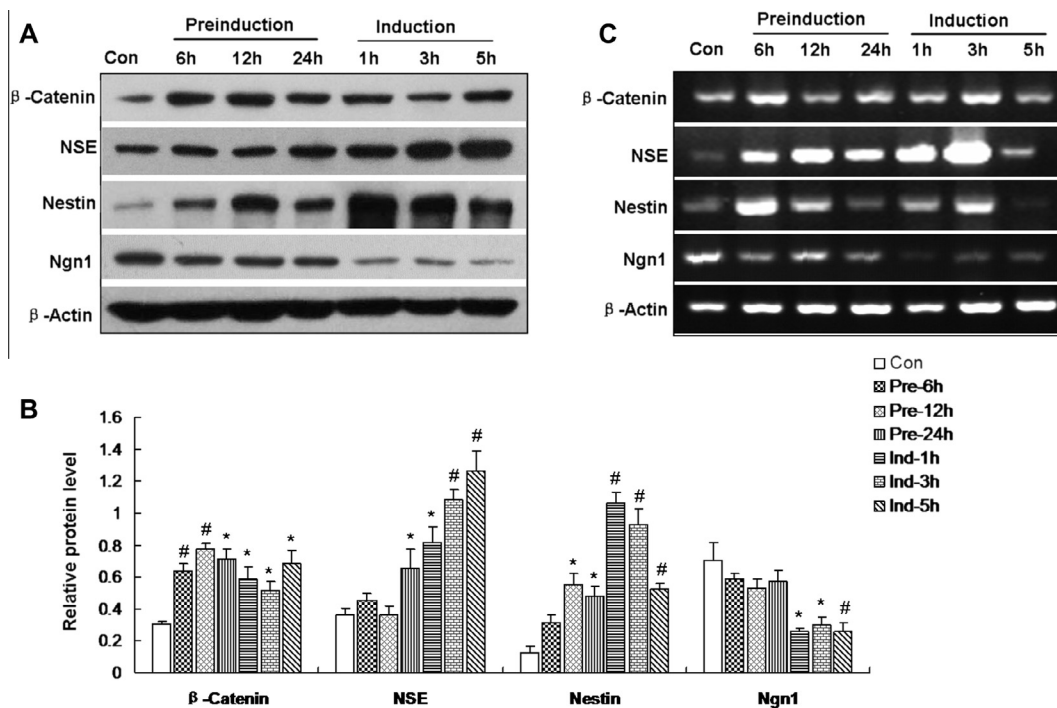 A
Preinduction Induction
Con 6h 12h 24h 1h 3h 5h
β-Catenin
NSE
Nestin
Ngn1
β-Actin
C
Preinduction Induction
Con 6h 12h 24h 1h 3h 5h
β-Catenin
NSE
Nestin
Ngn1
β-Actin
B
Relative protein level
1.6
1.4
1.2
1
0.8
0.6
0.4
0.2
0
# # * * * *
* * # #
* * # # #
* * #
β-Catenin NSE Nestin Ngn1
Con
Pre-6h
Pre-12h
Pre-24h
Ind-1h
Ind-3h
Ind-5h